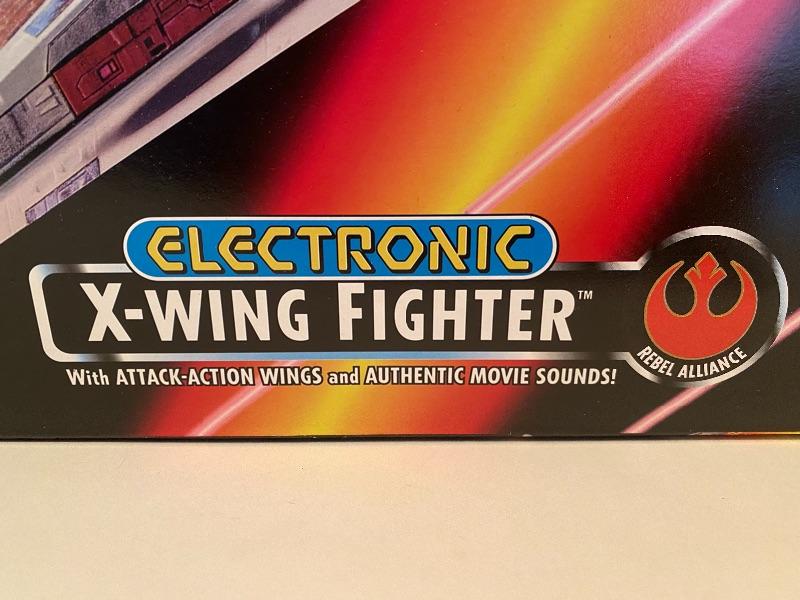 ELECTRONIC
X-WING FIGHTER™
With ATTACK-ACTION WINGS and AUTHENTIC MOVIE SOUNDS!
REBEL ALLIANCE